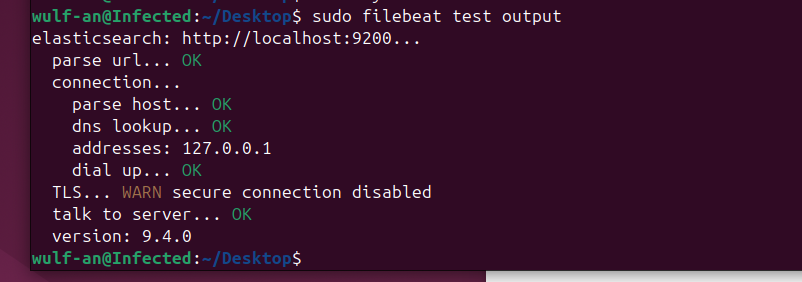 wulf-an@Infected:~/Desktop$ sudo filebeat test output
elasticsearch: http://localhost:9200...
  parse url... OK
  connection...
    parse host... OK
    dns lookup... OK
    addresses: 127.0.0.1
    dial up... OK
  TLS... WARN secure connection disabled
  talk to server... OK
  version: 9.4.0
wulf-an@Infected:~/Desktop$